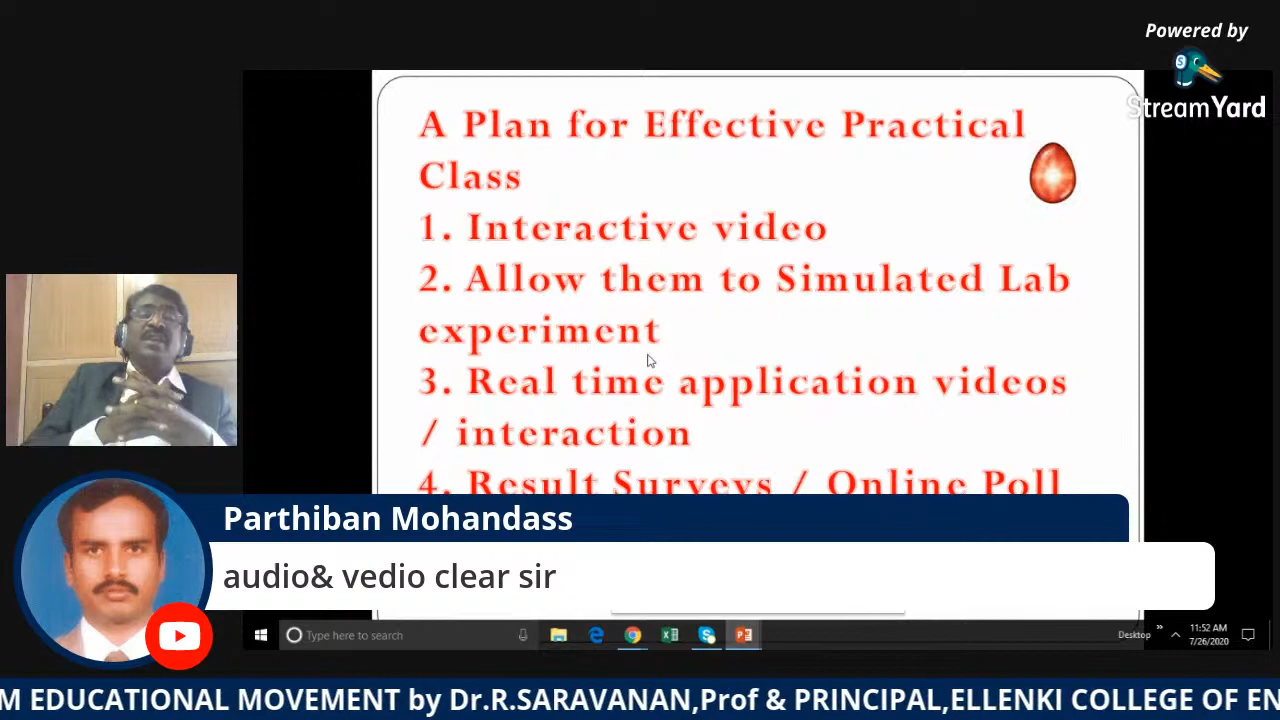 Powered by
StreamYard
A Plan for Effective Practical
Class
1. Interactive video
2. Allow them to Simulated Lab
experiment
3. Real time application videos
/ interaction
4. Result Surveys / Online Poll
Parthiban Mohandass
audio& vedio clear sir
Type here to search
Desktop
11:52 AM
7/26/2020
M EDUCATIONAL MOVEMENT by Dr.R.SARAVANAN,Prof & PRINCIPAL,ELLENKI COLLEGE OF EN